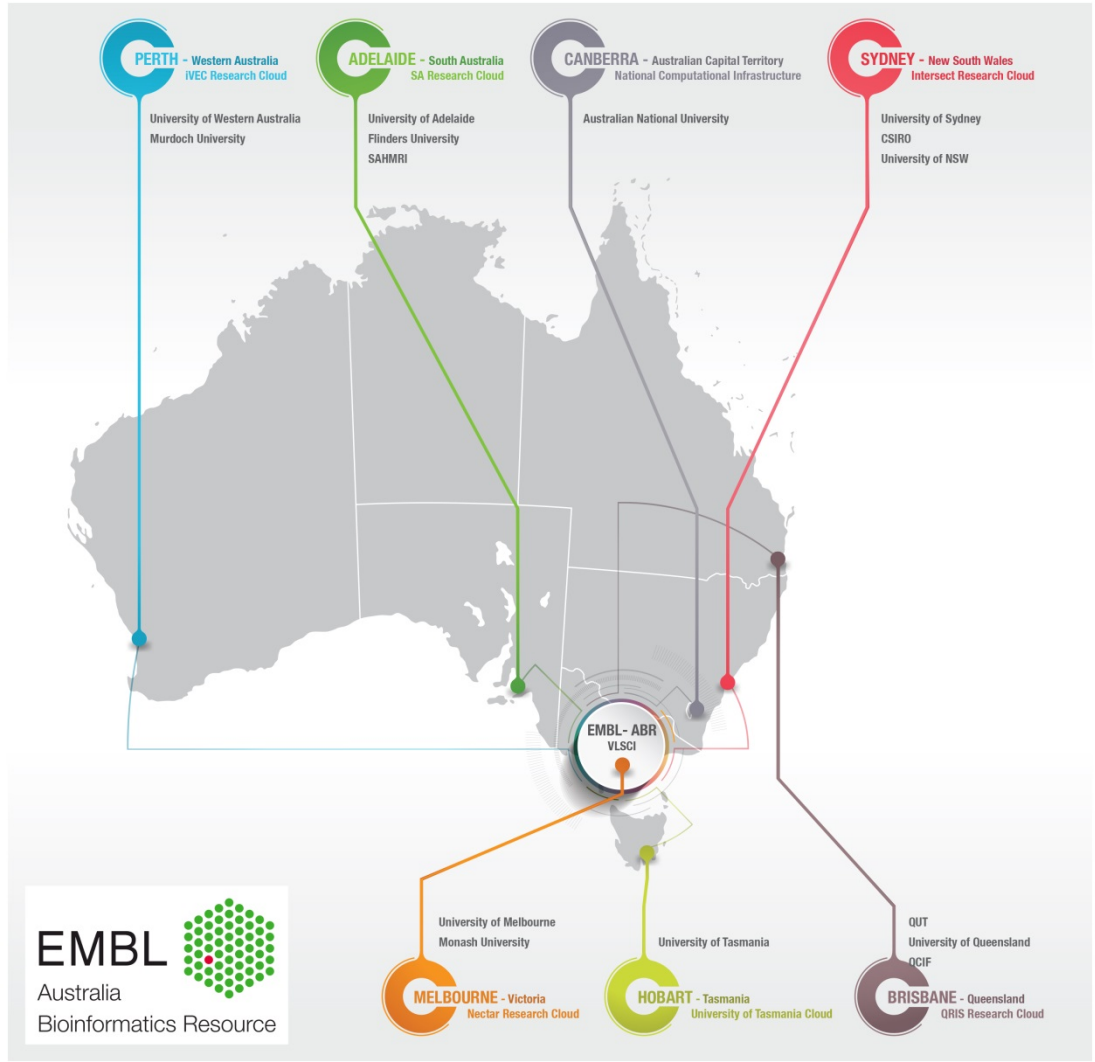 PERTH - Western Australia
iVEC Research Cloud
University of Western Australia
Murdoch University
ADELAIDE - South Australia
SA Research Cloud
University of Adelaide
Flinders University
SAHMRI
CANBERRA - Australian Capital Territory
National Computational Infrastructure
Australian National University
SYDNEY - New South Wales
Intersect Research Cloud
University of Sydney
CSIRO
University of NSW
EMBL- ABR
VLSCI
EMBL
Australia
Bioinformatics Resource
University of Melbourne
Monash University
MELBOURNE - Victoria
Nectar Research Cloud
University of Tasmania
HOBART - Tasmania
University of Tasmania Cloud
QUT
University of Queensland
QCIF
BRISBANE - Queensland
QRIS Research Cloud